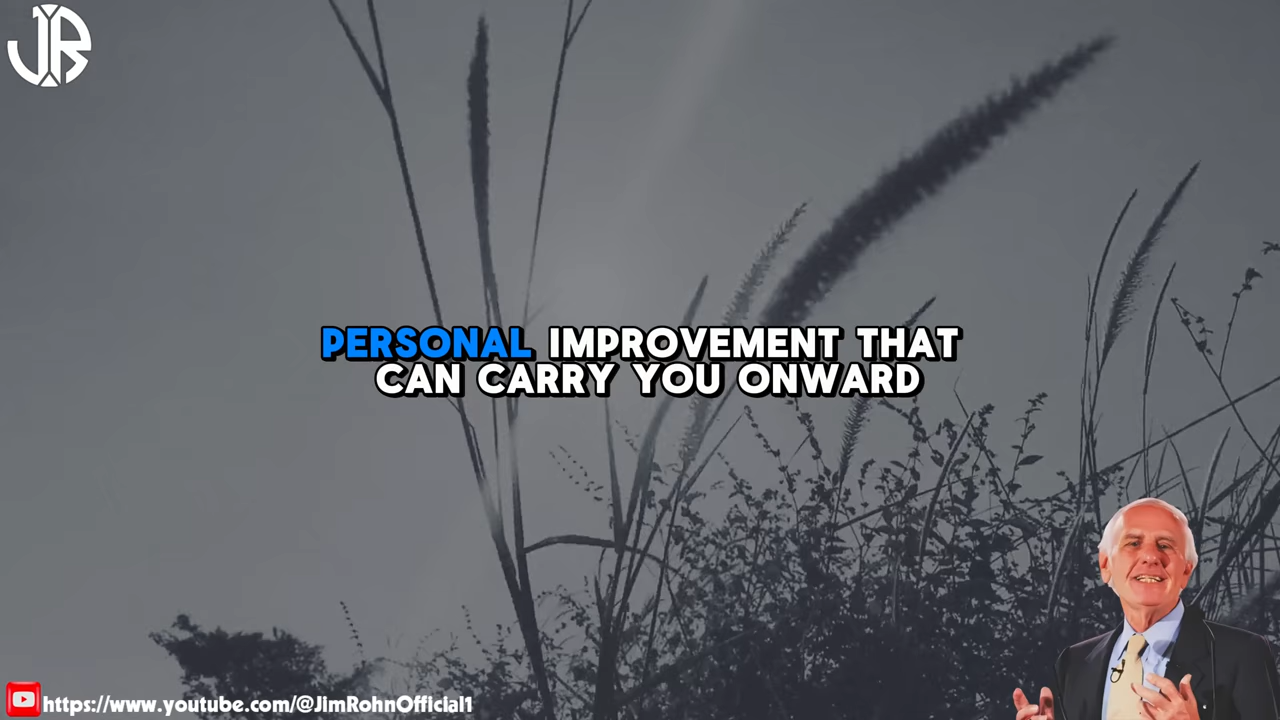 JR
PERSONAL IMPROVEMENT THAT
CAN CARRY YOU ONWARD
https://www.youtube.com/@JimRohnOfficial1